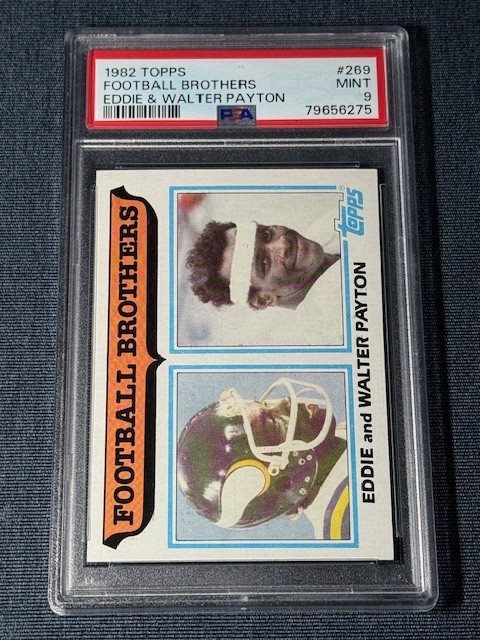 1982 TOPPS #269
FOOTBALL BROTHERS MINT
EDDIE & WALTER PAYTON 9
PSA 79656275
FOOTBALL BROTHERS
topps®
EDDIE and WALTER PAYTON